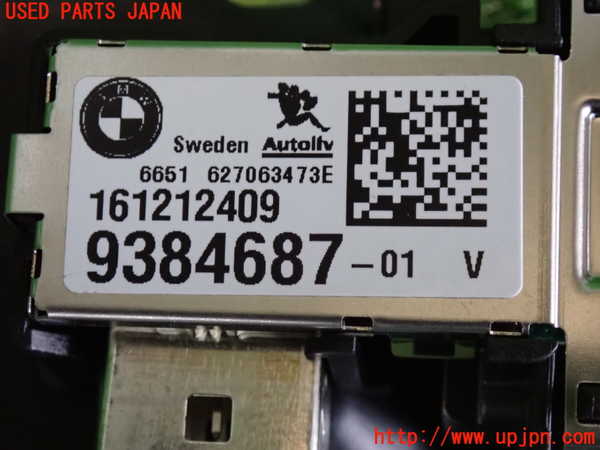 USED PARTS JAPAN
Sweden Autoliv
6651 627063473E
161212409
9384687-01 V
http://www.upjpn.com/